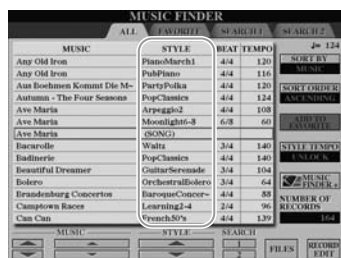 MUSIC FINDER
ALL FAVORITE SEARCH 1 SEARCH 2
MUSIC STYLE BEAT TEMPO
♩= 124
Any Old Iron PianoMarch1 4/4 120
Any Old Iron PubPiano 4/4 116
Aus Boehmen Kommt Die M~ PartyPolka 4/4 120
Autumn - The Four Seasons PopClassics 4/4 124
Ave Maria Arpeggio2 4/4 108
Ave Maria Moonlight6-8 6/8 60
Ave Maria (SONG)
Bacarolle Waltz 3/4 140
Badinerie PopClassics 4/4 140
Beautiful Dreamer GuitarSerenade 3/4 104
Bolero OrchestralBolero 3/4 64
Brandenburg Concertos BaroqueConcer~ 4/4 88
Camptown Races Learning2-4 2/4 96
Can Can French50's 4/4 139
SORT BY
MUSIC
SORT ORDER
ASCENDING
ADD TO
FAVORITE
STYLE TEMPO
UNLOCK
MUSIC
FINDER+
NUMBER OF
RECORDS
164
MUSIC STYLE SEARCH
1
2
FILES
RECORD
EDIT